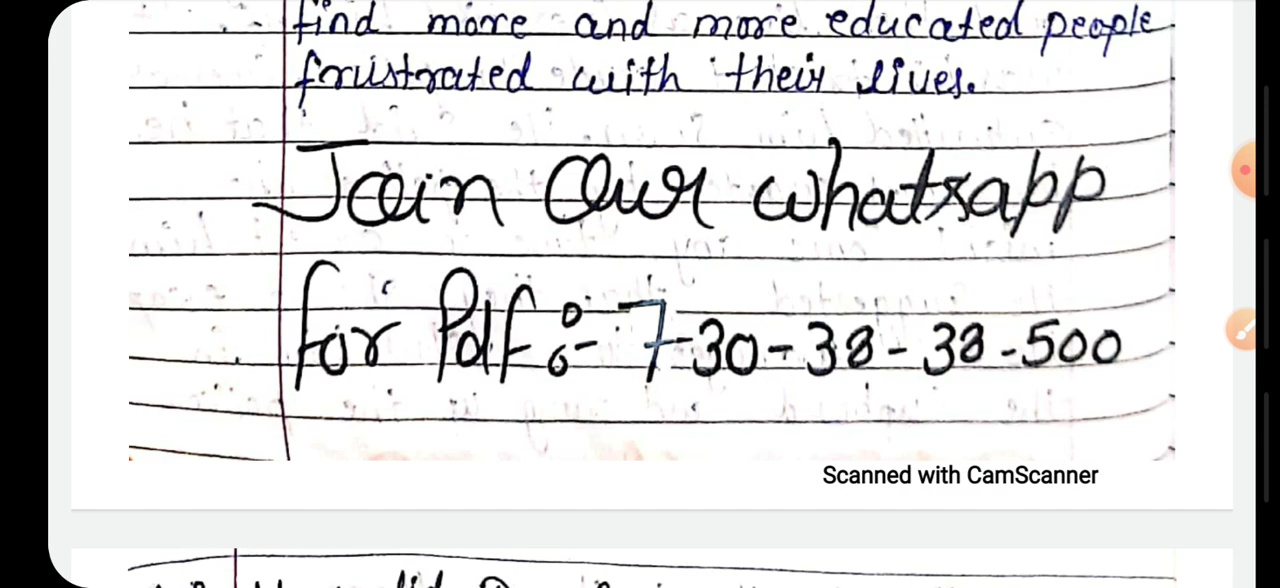 find more and more educated people
frustrated with their lives.
Join Our whatsapp
for Pdf :- 7-30-38-38-500
Scanned with CamScanner